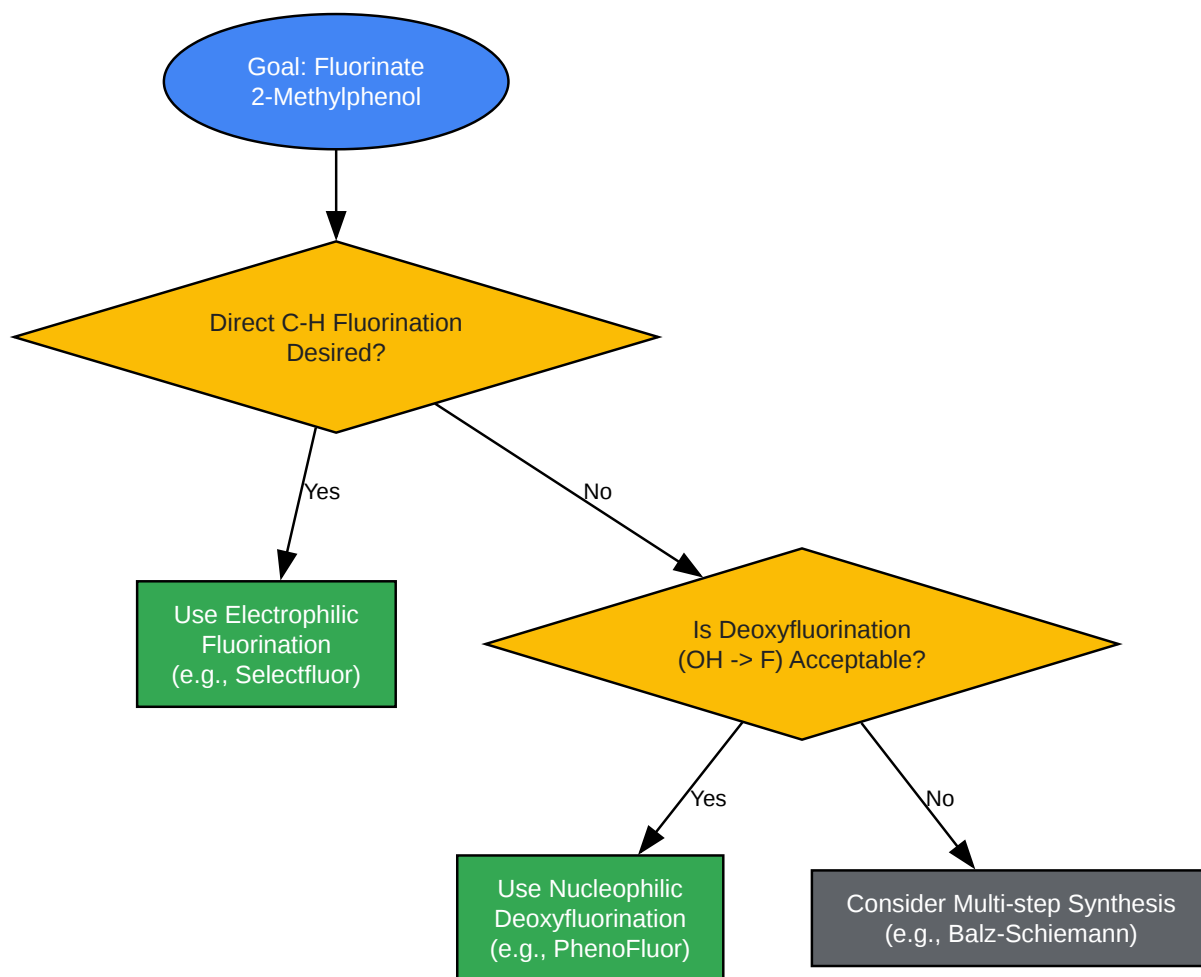 Goal: Fluorinate
2-Methylphenol
Direct C-H Fluorination
Desired?
Yes
No
Use Electrophilic
Fluorination
(e.g., Selectfluor)
Is Deoxyfluorination
(OH -> F) Acceptable?
Yes
No
Use Nucleophilic
Deoxyfluorination
(e.g., PhenoFluor)
Consider Multi-step Synthesis
(e.g., Balz-Schiemann)